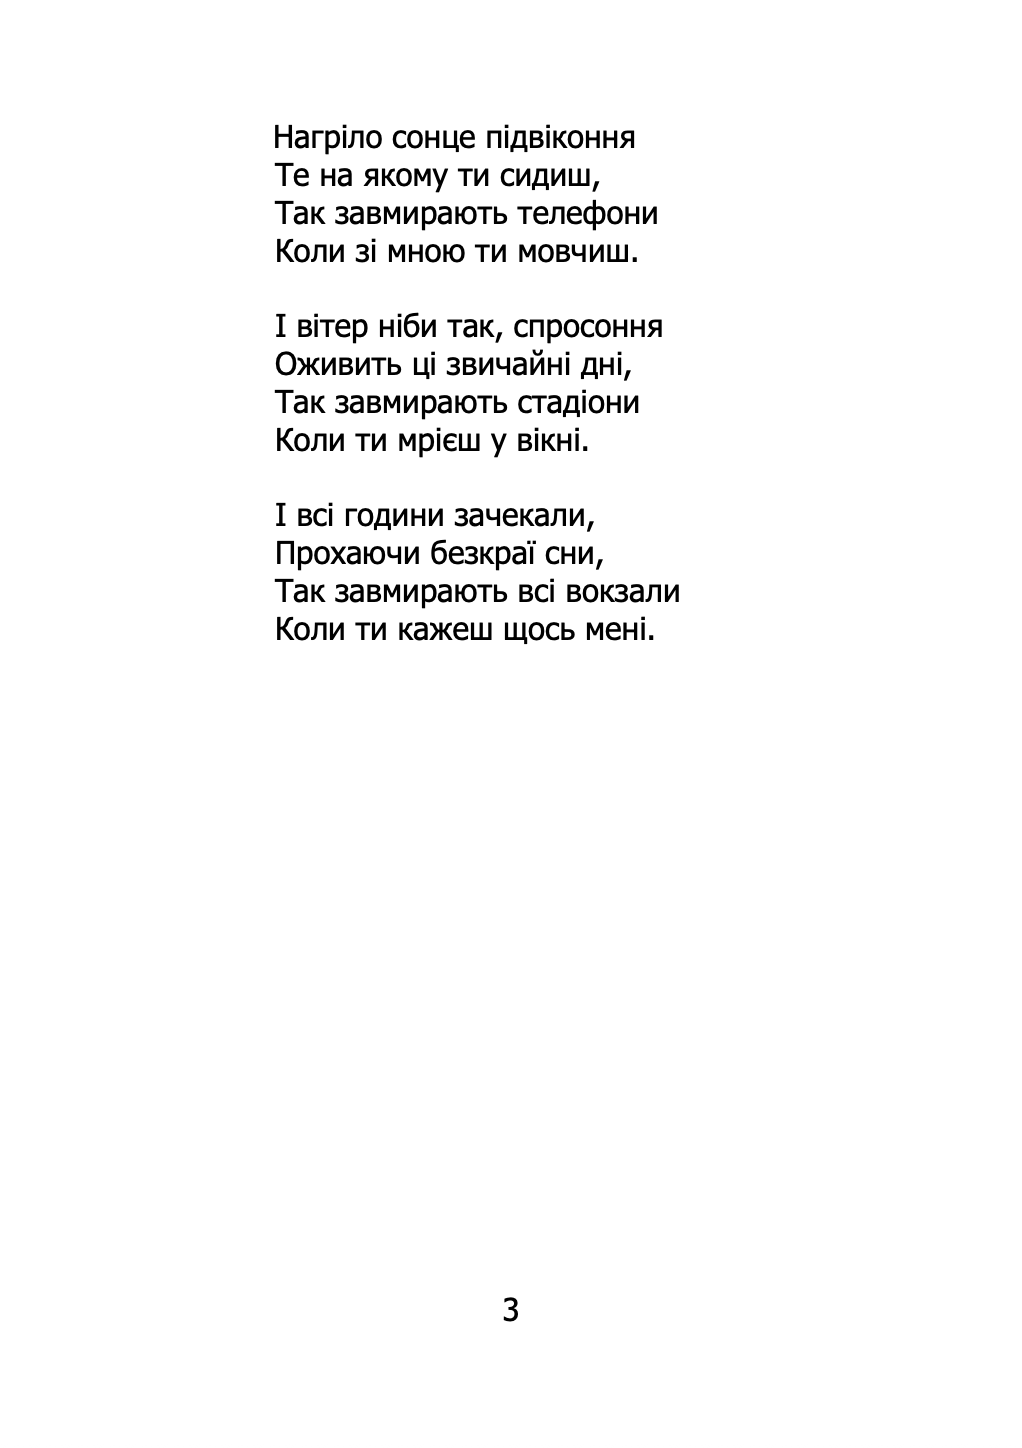 Нагріло сонце підвіконня
Те на якому ти сидиш,
Так завмирають телефони
Коли зі мною ти мовчиш.

І вітер ніби так, спросоння
Оживить ці звичайні дні,
Так завмирають стадіони
Коли ти мрієш у вікні.

І всі години зачекали,
Прохаючи безкраї сни,
Так завмирають всі вокзали
Коли ти кажеш щось мені.

3